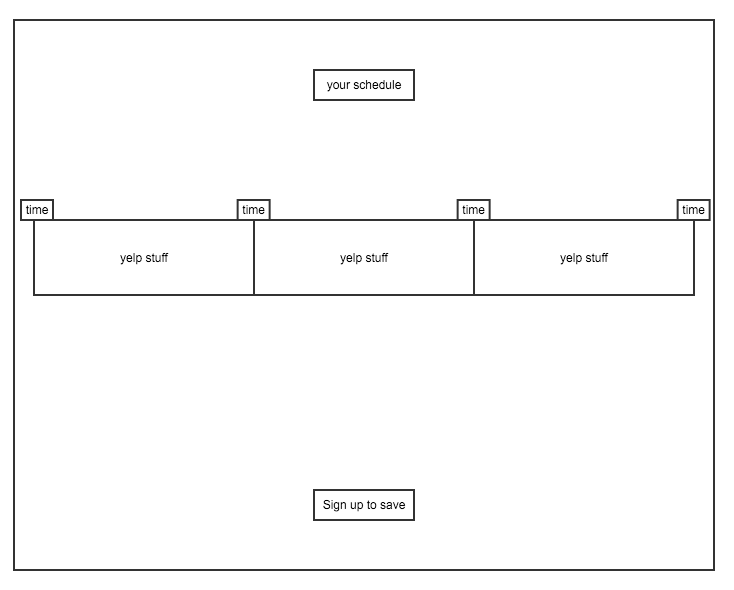 your schedule
time
time
time
time
yelp stuff
yelp stuff
yelp stuff
Sign up to save